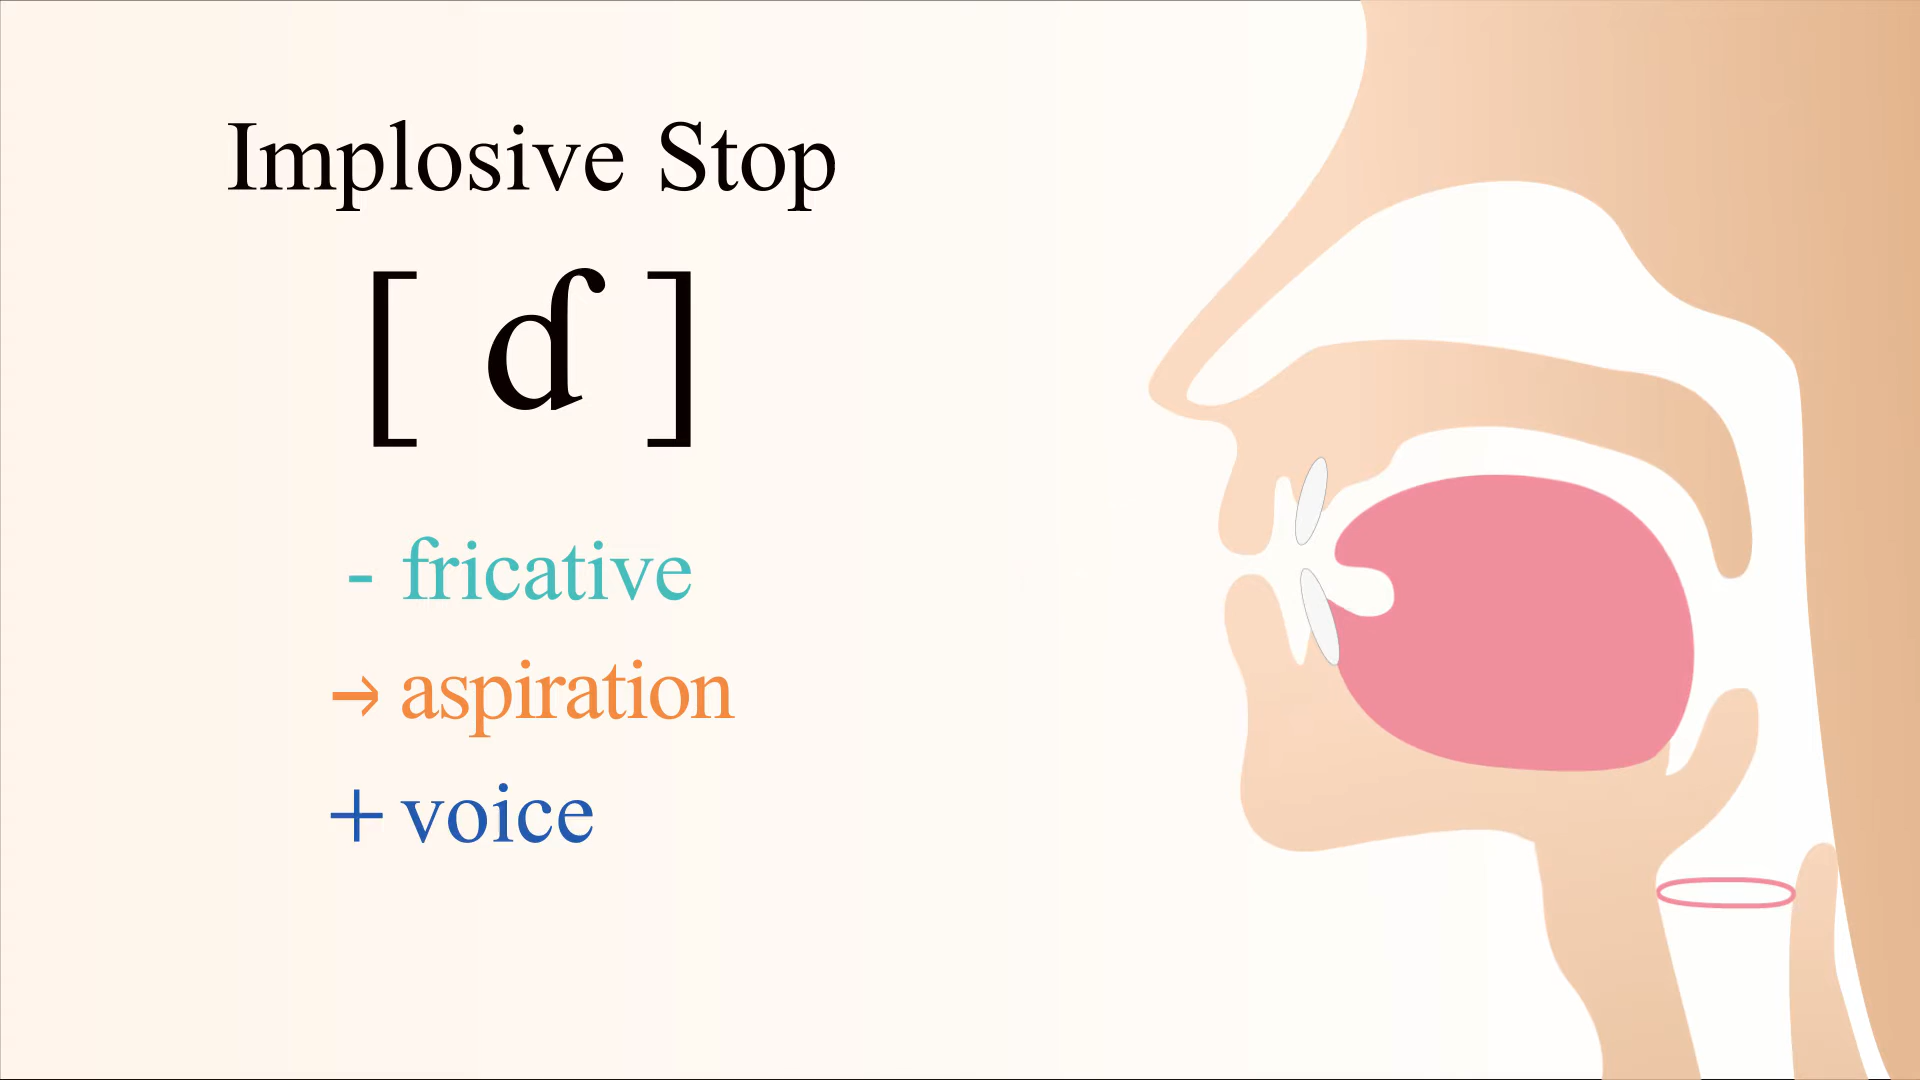 Implosive Stop
[ ɗ ]
- fricative
→ aspiration
+ voice